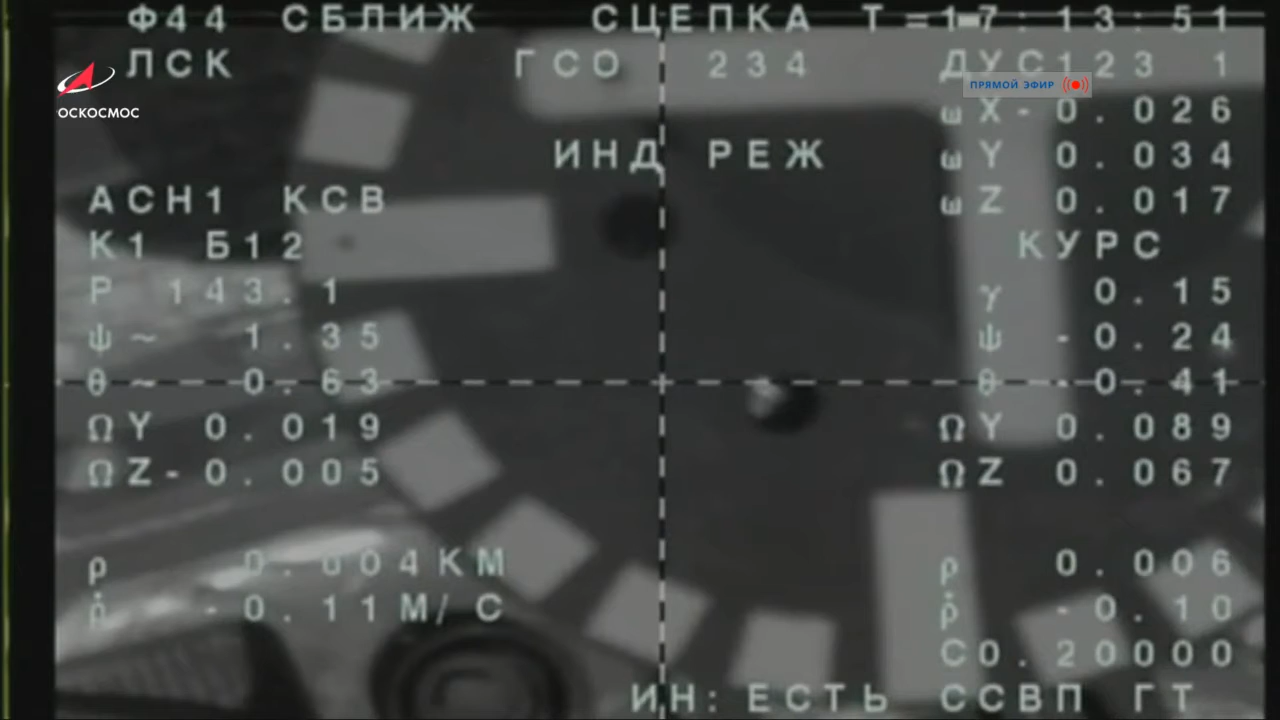 Ф44 СБЛИЖ СЦЕПКА Т=17:13:51
ЛСК ГСО 234 ДУС123 1
ОСКОСМОС
ПРЯМОЙ ЭФИР
ωХ-0.026
ИНД РЕЖ ωY 0.034
АСН1 КСВ ωZ 0.017
К1 Б12 КУРС
Р 143.1 γ 0.15
ψ~ 1.35 ψ -0.24
θ~ 0.63 θ -0.41
ΩY 0.019 ΩY 0.089
ΩZ-0.005 ΩZ 0.067
ρ 0.004КМ ρ 0.006
ρ̇ -0.11М/С ρ̇ -0.10
С0.20000
ИН: ЕСТЬ ССВП ГТ